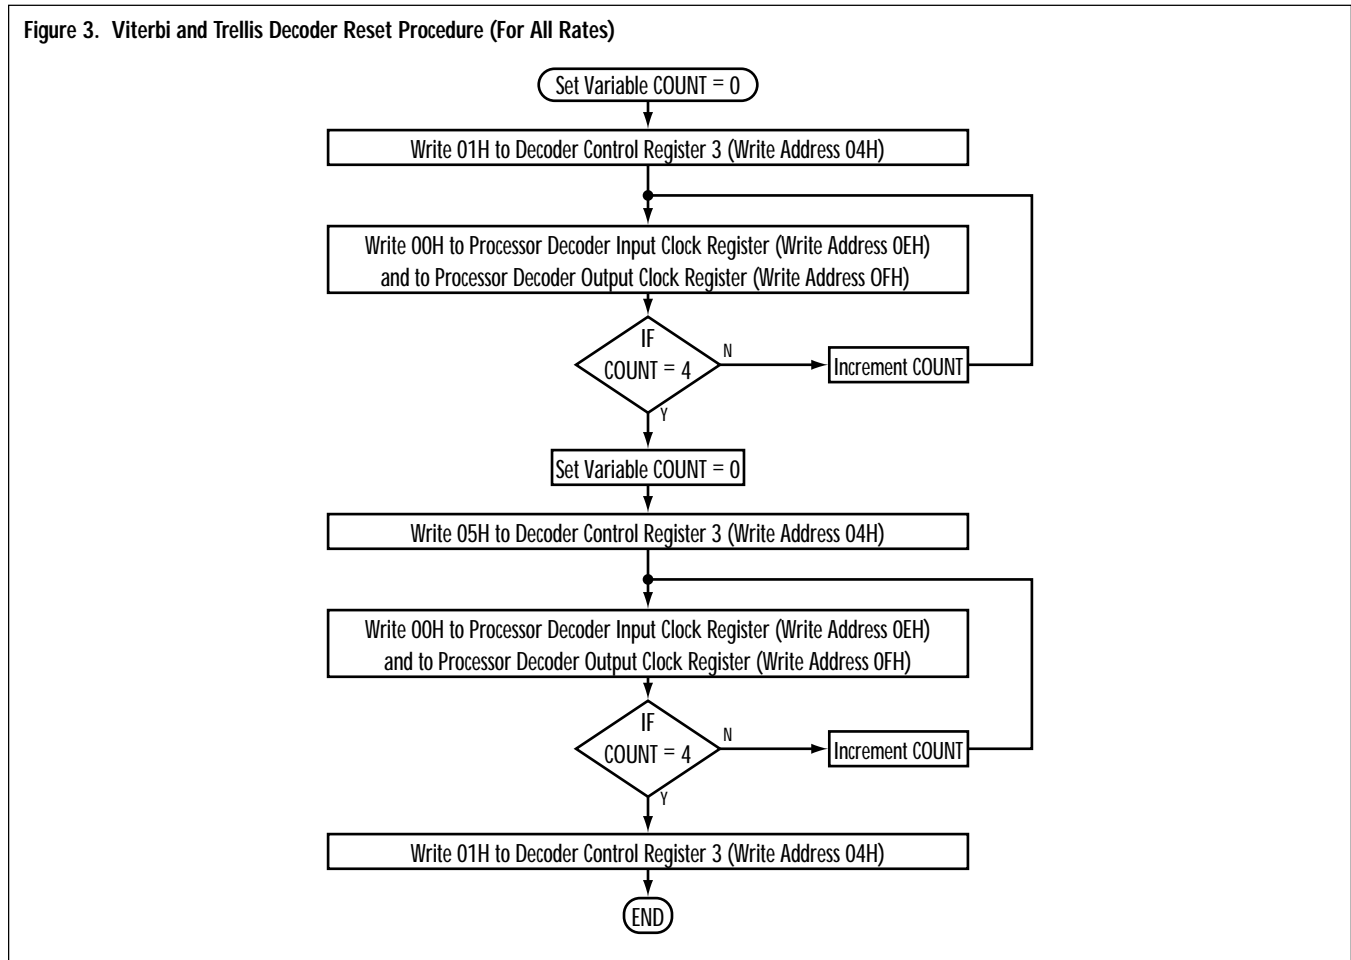 Figure 3. Viterbi and Trellis Decoder Reset Procedure (For All Rates)
Set Variable COUNT = 0
Write 01H to Decoder Control Register 3 (Write Address 04H)
Write 00H to Processor Decoder Input Clock Register (Write Address 0EH)
and to Processor Decoder Output Clock Register (Write Address 0FH)
IF
COUNT = 4
N
Increment COUNT
Y
Set Variable COUNT = 0
Write 05H to Decoder Control Register 3 (Write Address 04H)
Write 00H to Processor Decoder Input Clock Register (Write Address 0EH)
and to Processor Decoder Output Clock Register (Write Address 0FH)
IF
COUNT = 4
N
Increment COUNT
Y
Write 01H to Decoder Control Register 3 (Write Address 04H)
END